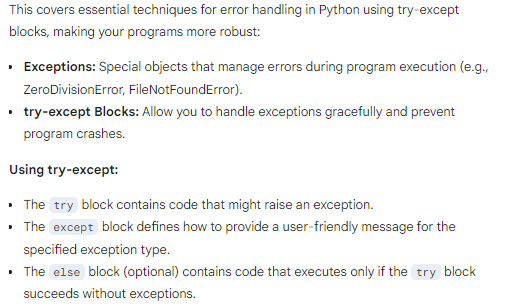 This covers essential techniques for error handling in Python using try-except
blocks, making your programs more robust:
• Exceptions: Special objects that manage errors during program execution (e.g.,
ZeroDivisionError, FileNotFoundError).
• try-except Blocks: Allow you to handle exceptions gracefully and prevent
program crashes.
Using try-except:
• The try block contains code that might raise an exception.
• The except block defines how to provide a user-friendly message for the
specified exception type.
• The else block (optional) contains code that executes only if the try block
succeeds without exceptions.